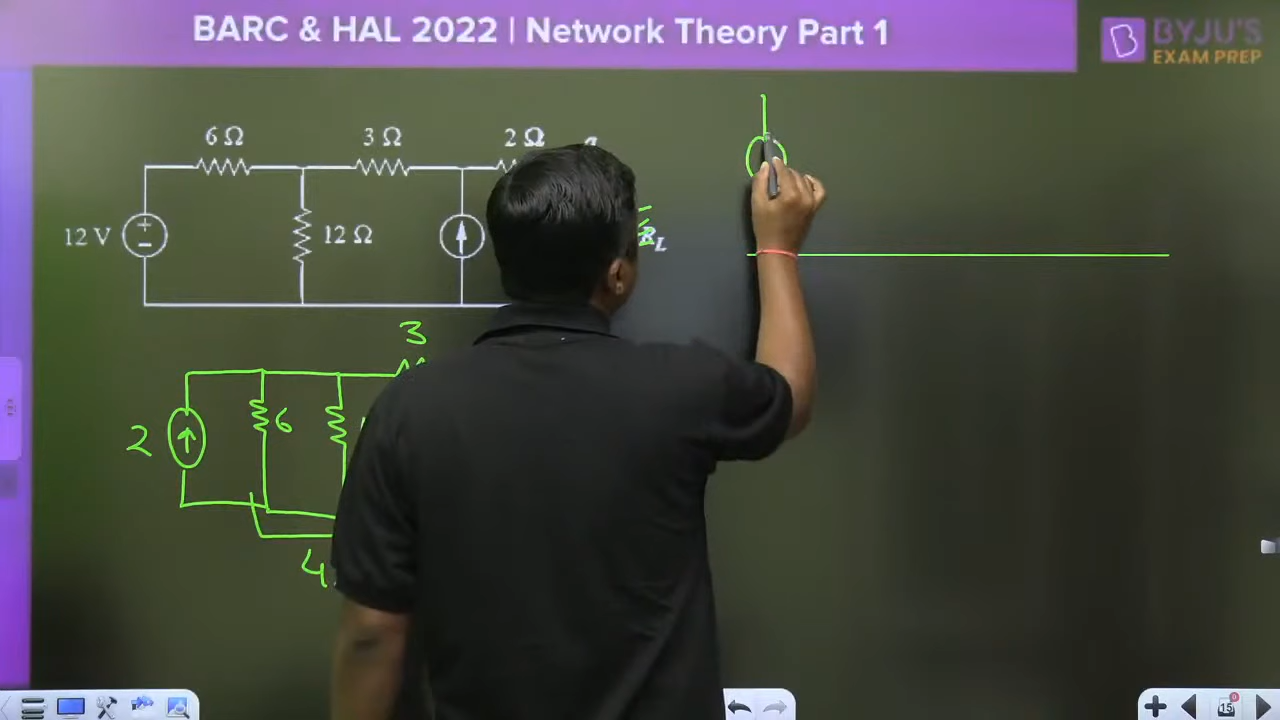 BARC & HAL 2022 | Network Theory Part 1
BYJU'S
EXAM PREP
6 Ω
3 Ω
2 Ω
a
12 V
12 Ω
R_L
3
2
6
4
15